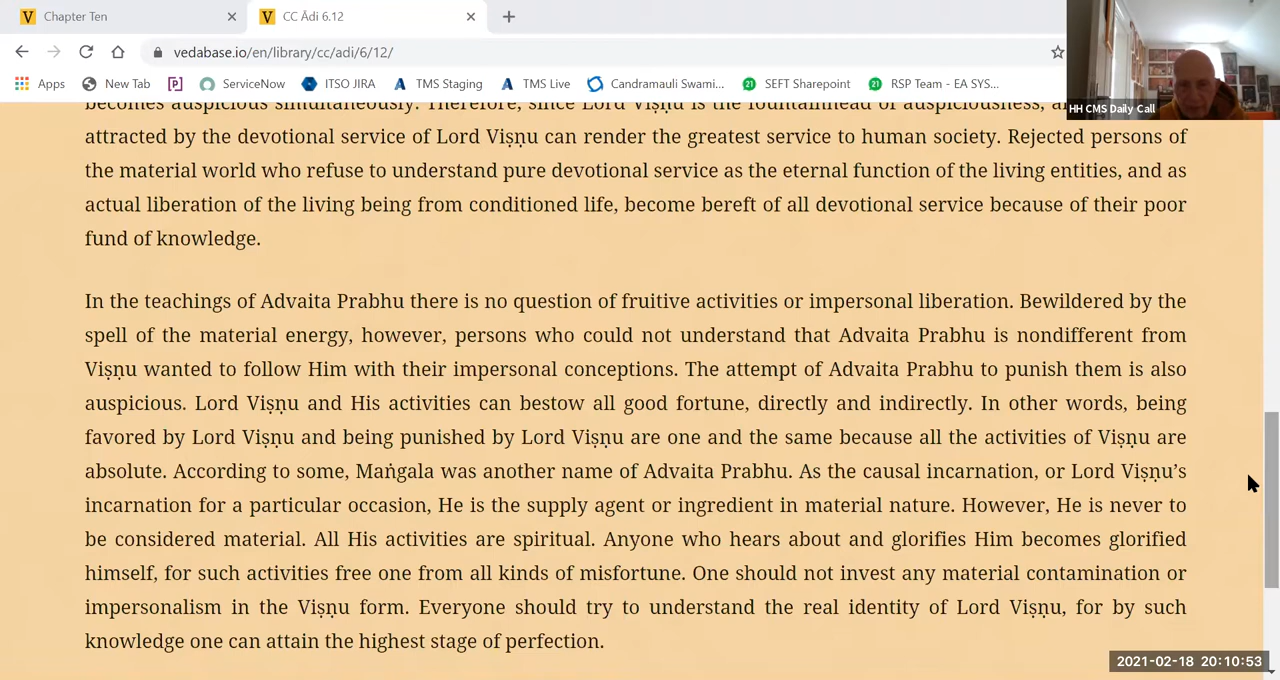 Chapter Ten
CC Ādi 6.12
vedabase.io/en/library/cc/adi/6/12/
Apps
New Tab
ServiceNow
ITSO JIRA
TMS Staging
TMS Live
Candramauli Swami...
SEFT Sharepoint
RSP Team - EA SYS...
HH CMS Daily Call
becomes auspicious simultaneously. Therefore, since Lord Viṣṇu is the fountainhead of auspiciousness,
attracted by the devotional service of Lord Viṣṇu can render the greatest service to human society. Rejected persons of
the material world who refuse to understand pure devotional service as the eternal function of the living entities, and as
actual liberation of the living being from conditioned life, become bereft of all devotional service because of their poor
fund of knowledge.
In the teachings of Advaita Prabhu there is no question of fruitive activities or impersonal liberation. Bewildered by the
spell of the material energy, however, persons who could not understand that Advaita Prabhu is nondifferent from
Viṣṇu wanted to follow Him with their impersonal conceptions. The attempt of Advaita Prabhu to punish them is also
auspicious. Lord Viṣṇu and His activities can bestow all good fortune, directly and indirectly. In other words, being
favored by Lord Viṣṇu and being punished by Lord Viṣṇu are one and the same because all the activities of Viṣṇu are
absolute. According to some, Maṅgala was another name of Advaita Prabhu. As the causal incarnation, or Lord Viṣṇu’s
incarnation for a particular occasion, He is the supply agent or ingredient in material nature. However, He is never to
be considered material. All His activities are spiritual. Anyone who hears about and glorifies Him becomes glorified
himself, for such activities free one from all kinds of misfortune. One should not invest any material contamination or
impersonalism in the Viṣṇu form. Everyone should try to understand the real identity of Lord Viṣṇu, for by such
knowledge one can attain the highest stage of perfection.
2021-02-18 20:10:53